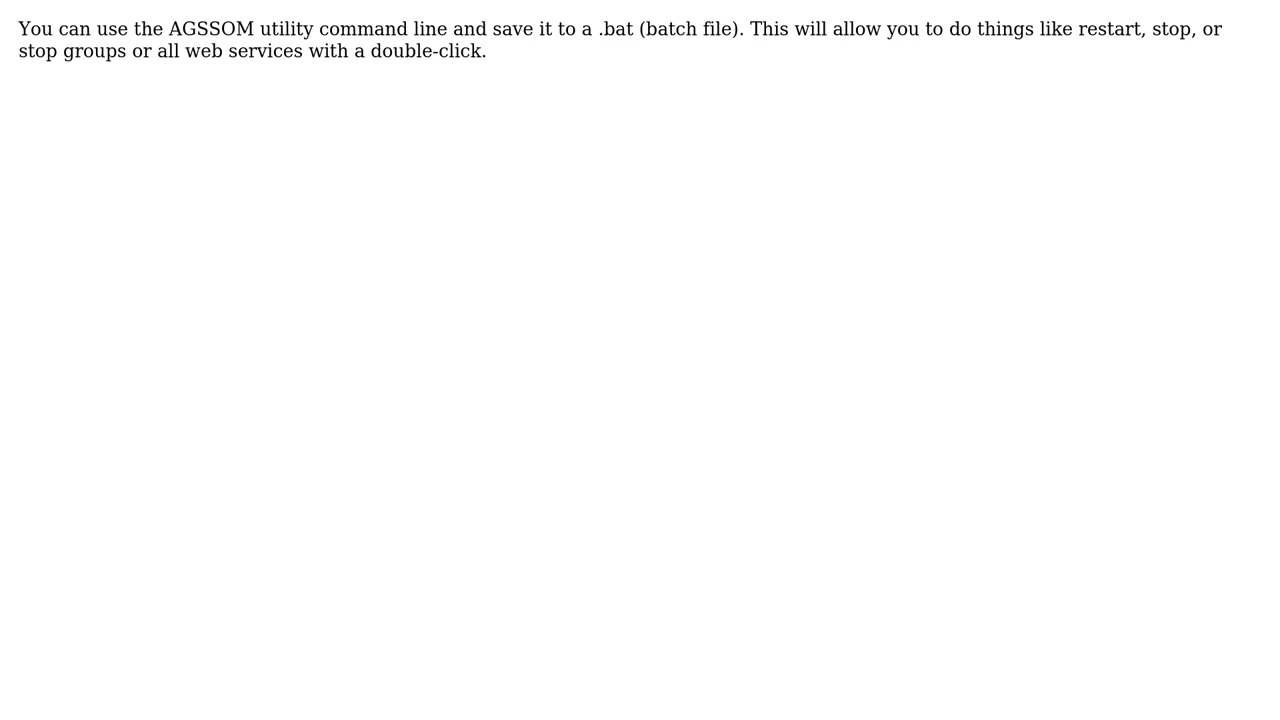 You can use the AGSSOM utility command line and save it to a .bat (batch file). This will allow you to do things like restart, stop, or
stop groups or all web services with a double-click.